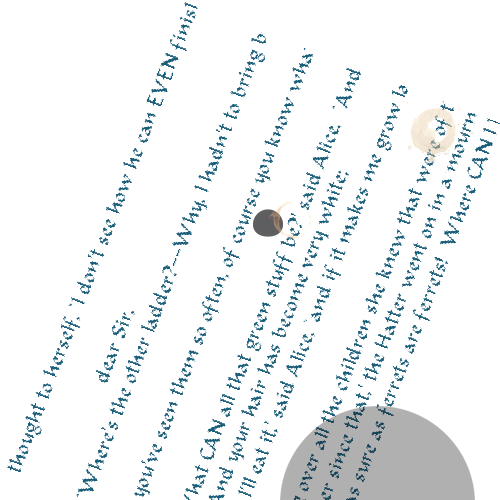 thought to herself, 'I don't see how he can EVEN finis
dear Sir,
'Where's the other ladder?—Why, I hadn't to bring b
you've seen them so often, of course you know wha
hat CAN all that green stuff be?' said Alice. 'And
And your hair has become very white;
I'll eat it,' said Alice, 'and if it makes me grow la
over all the children she knew that were of t
er since that,' the Hatter went on in a mourn
as sure as ferrets are ferrets! Where CAN I